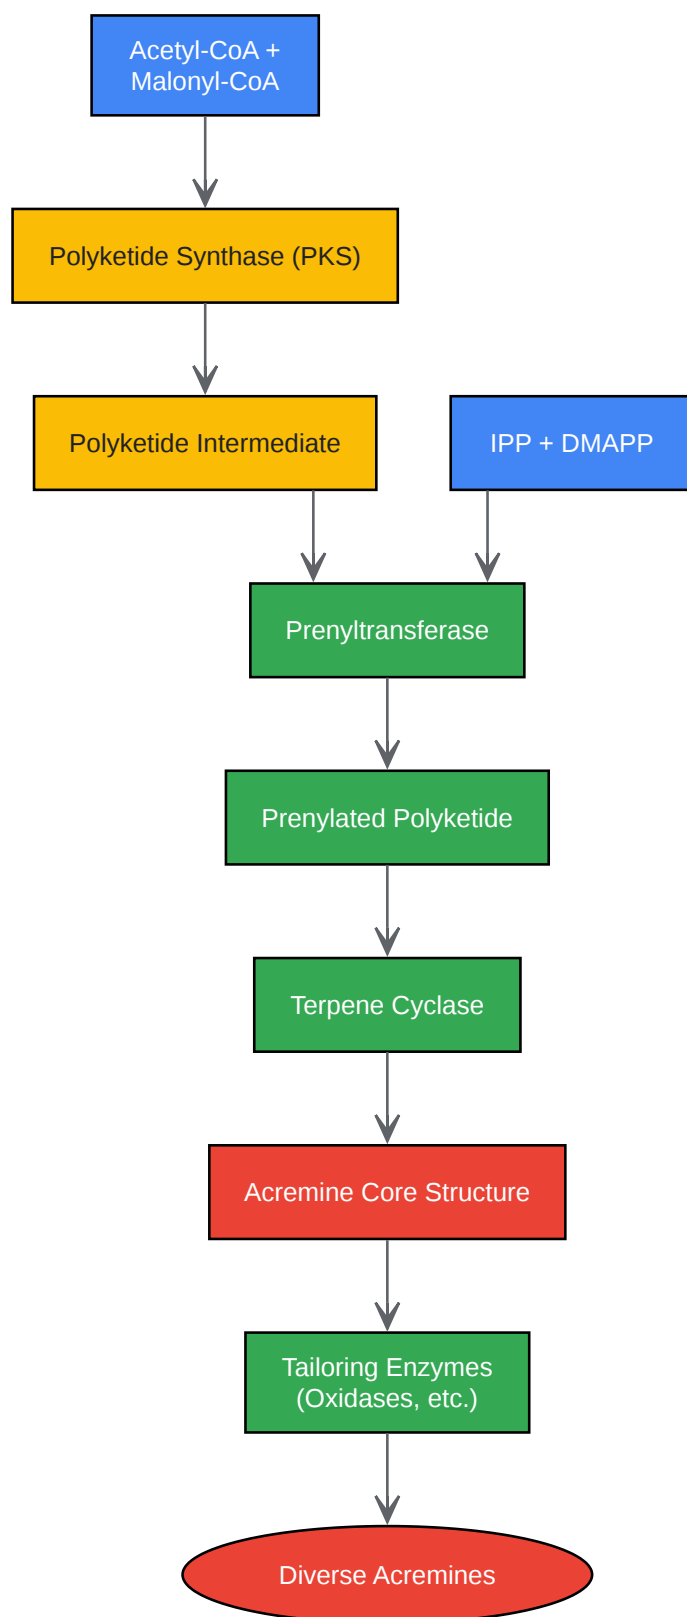 Acetyl-CoA +
Malonyl-CoA
Polyketide Synthase (PKS)
Polyketide Intermediate
IPP + DMAPP
Prenyltransferase
Prenylated Polyketide
Terpene Cyclase
Acremine Core Structure
Tailoring Enzymes
(Oxidases, etc.)
Diverse Acremines